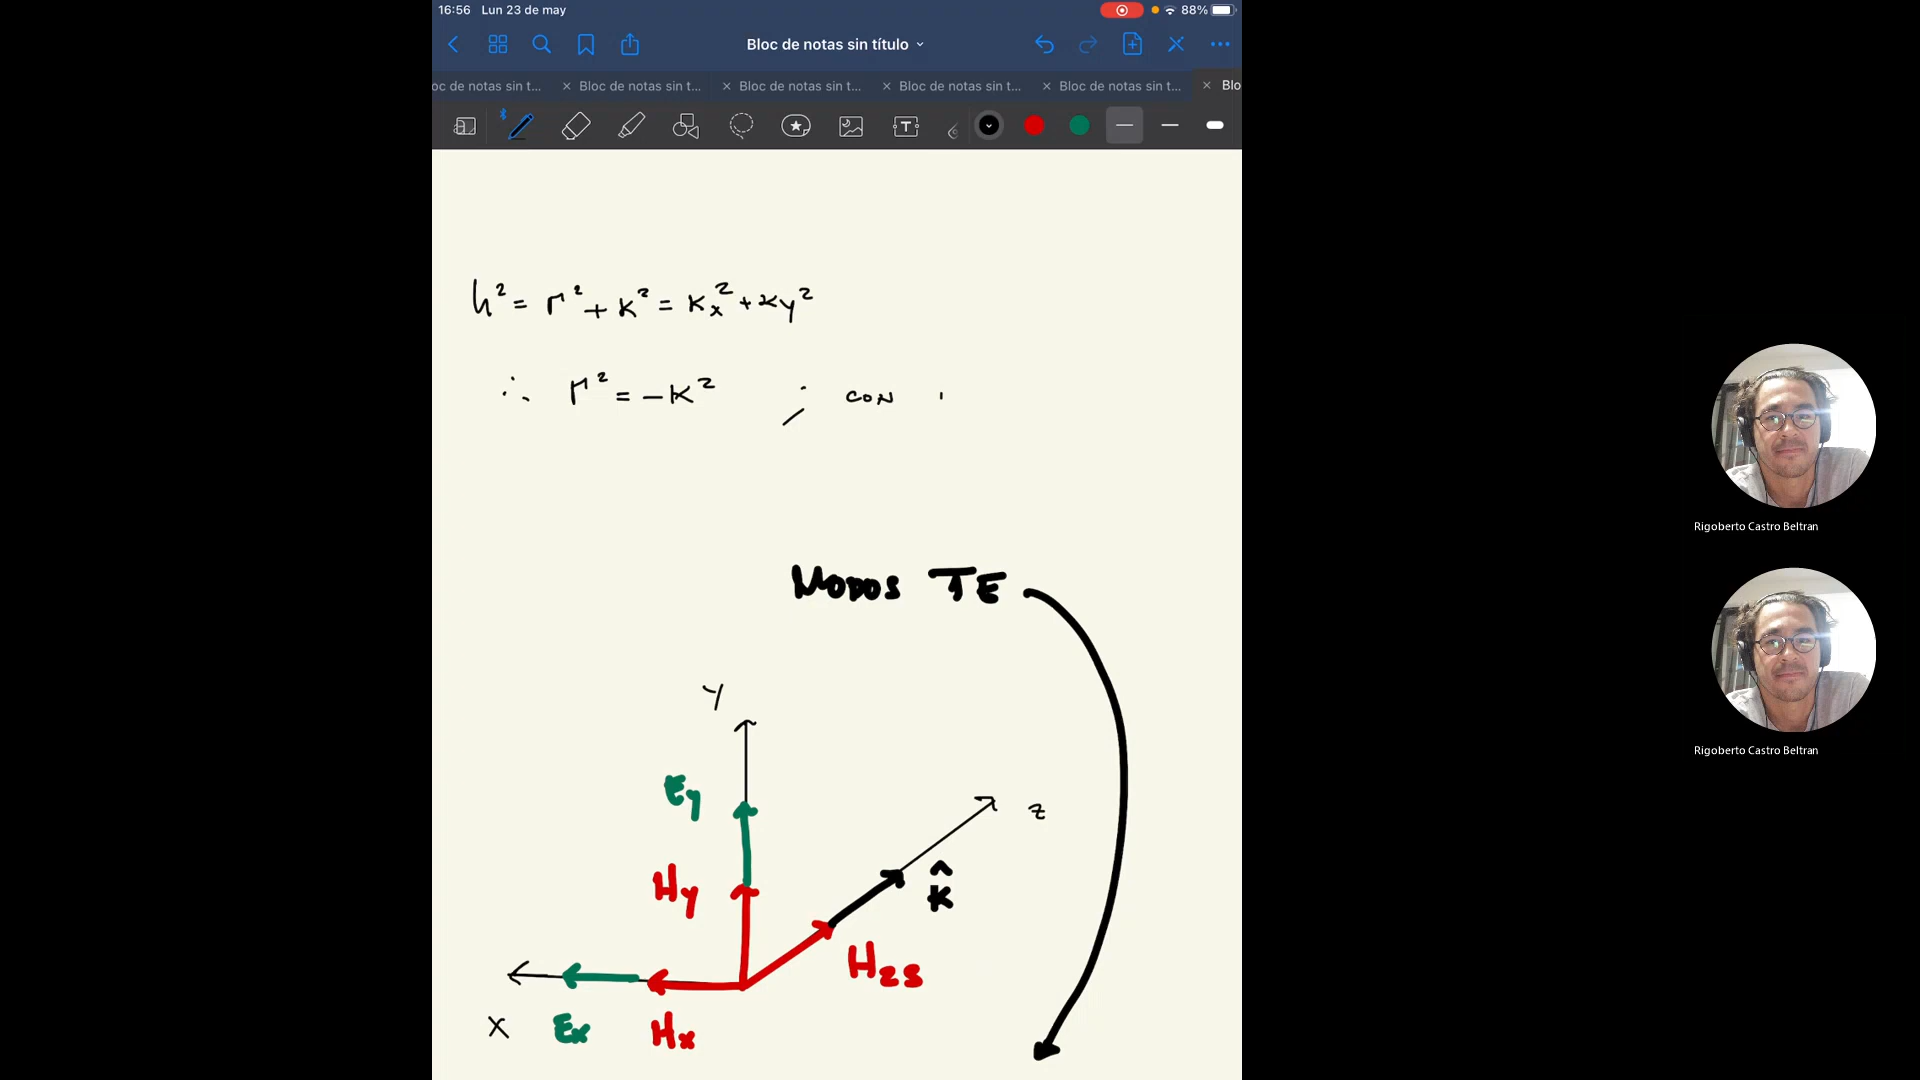 16:56 Lun 23 de may
88%
Bloc de notas sin título
oc de notas sin t... × Bloc de notas sin t... × Bloc de notas sin t... × Bloc de notas sin t... × Bloc de notas sin t... × Blo
h² = Γ² + K² = Kx² + Ky²
∴ Γ² = -K² ; CON
Rigoberto Castro Beltran
MODOS TE
Y
Rigoberto Castro Beltran
Ey
z
Hy
K̂
Hzs
X Ex Hx